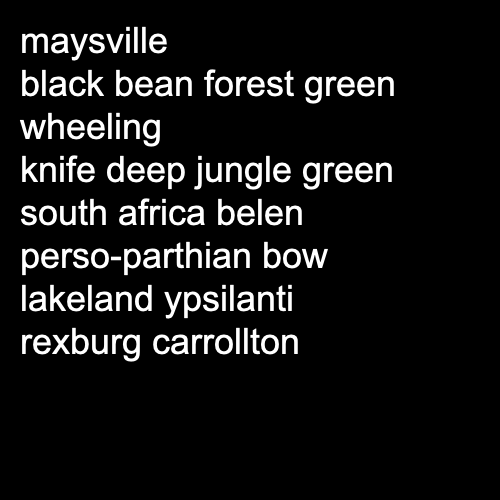 maysville
black bean forest green
wheeling
knife deep jungle green
south africa belen
perso-parthian bow
lakeland ypsilanti
rexburg carrollton